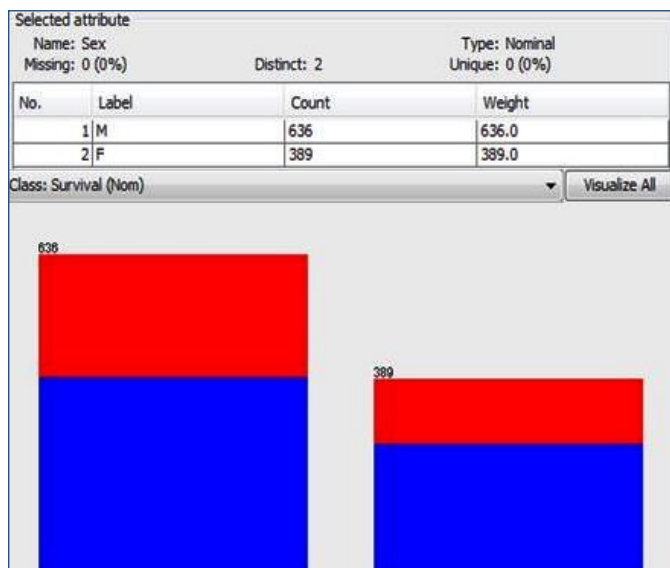 Selected attribute
Name: Sex Type: Nominal
Missing: 0 (0%) Distinct: 2 Unique: 0 (0%)
No. Label Count Weight
1 M 636 636.0
2 F 389 389.0
Class: Survival (Nom) Visualize All
636
389